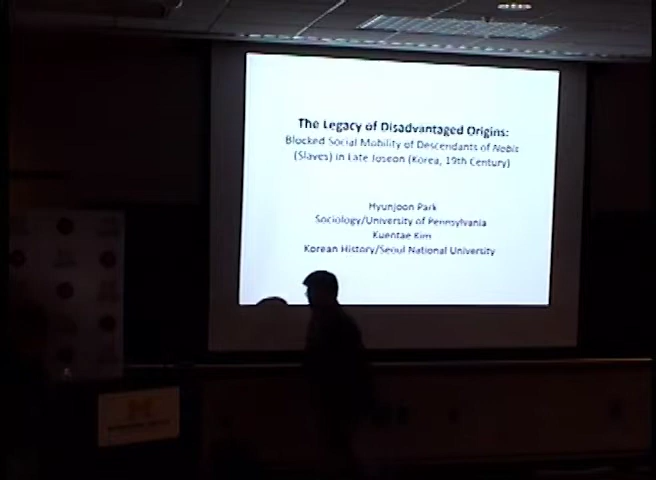 The Legacy of Disadvantaged Origins:
Blocked Social Mobility of Descendants of Nobis
(Slaves) in Late Joseon (Korea, 19th Century)
Hyunjoon Park
Sociology/University of Pennsylvania
Kuentae Kim
Korean History/Seoul National University